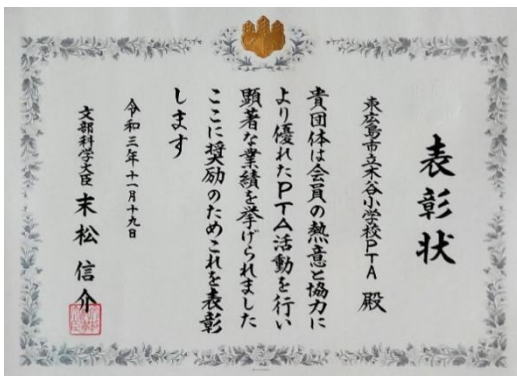 表彰状
東広島市立木谷小学校PTA 殿
貴団体は会員の熱意と協力に
より優れたPTA活動を行い
顕著な業績を挙げられました
ここに奨励のためこれを表彰
します
令和三年十一月十九日
文部科学大臣 末松信介